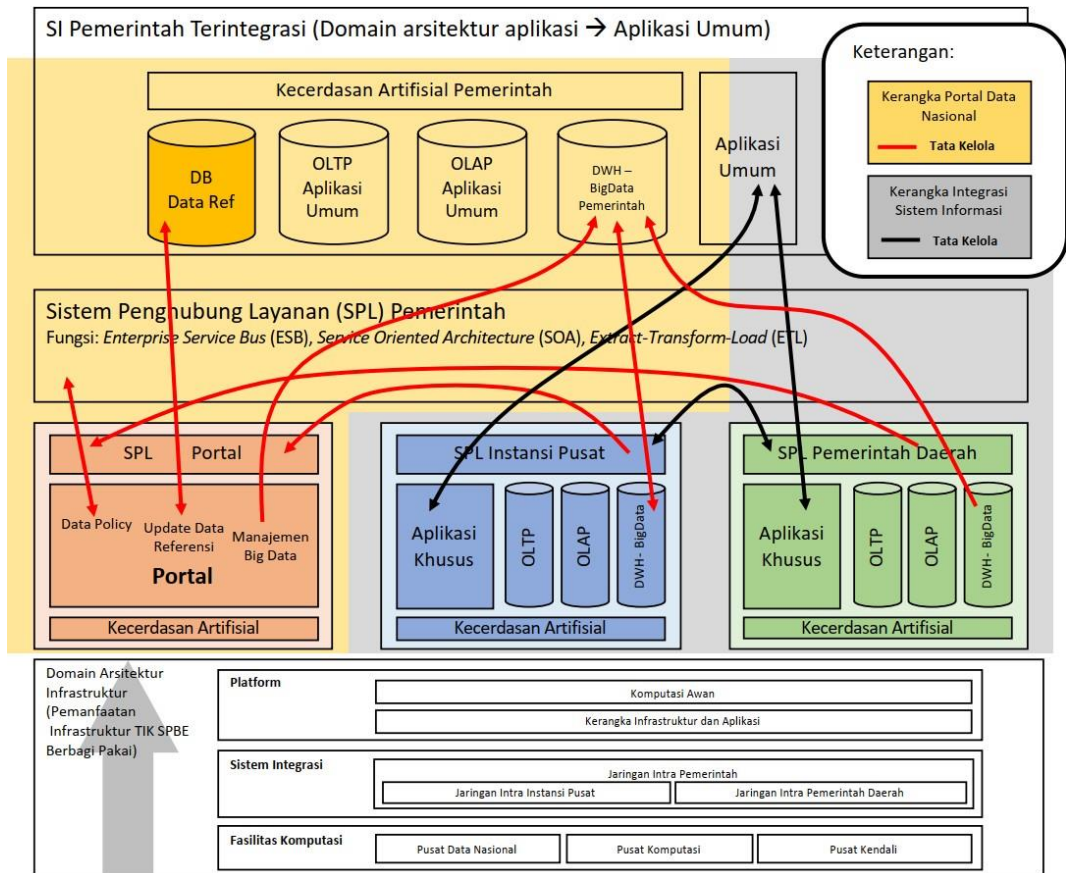 SI Pemerintah Terintegrasi (Domain arsitektur aplikasi → Aplikasi Umum)
Keterangan:
Kerangka Portal Data
Nasional
Tata Kelola
Kerangka Integrasi
Sistem Informasi
Tata Kelola
Kecerdasan Artifisial Pemerintah
DB
Data Ref
OLTP
Aplikasi
Umum
OLAP
Aplikasi
Umum
DWH –
BigData
Pemerintah
Aplikasi
Umum
Sistem Penghubung Layanan (SPL) Pemerintah
Fungsi: Enterprise Service Bus (ESB), Service Oriented Architecture (SOA), Extract-Transform-Load (ETL)
SPL Portal
Data Policy
Update Data
Referensi
Manajemen
Big Data
Portal
Kecerdasan Artifisial
SPL Instansi Pusat
Aplikasi
Khusus
OLTP
OLAP
DWH - BigData
Kecerdasan Artifisial
SPL Pemerintah Daerah
Aplikasi
Khusus
OLTP
OLAP
DWH - BigData
Kecerdasan Artifisial
Domain Arsitektur
Infrastruktur
(Pemanfaatan
Infrastruktur TIK SPBE
Berbagi Pakai)
Platform
Komputasi Awan
Kerangka Infrastruktur dan Aplikasi
Sistem Integrasi
Jaringan Intra Pemerintah
Jaringan Intra Instansi Pusat
Jaringan Intra Pemerintah Daerah
Fasilitas Komputasi
Pusat Data Nasional
Pusat Komputasi
Pusat Kendali